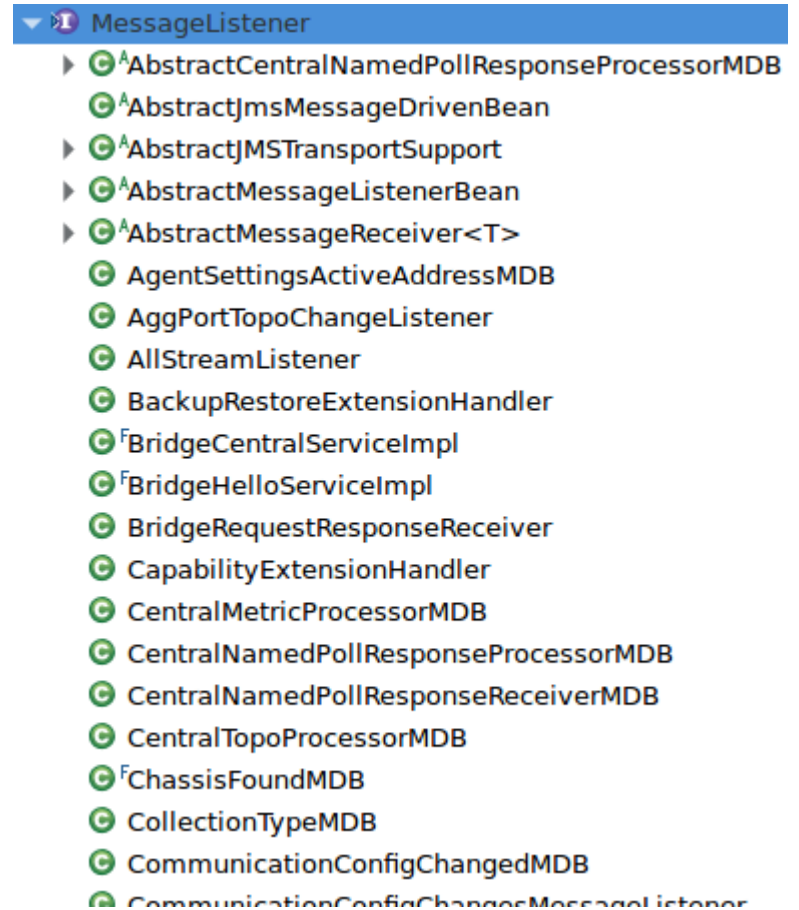 MessageListener
AbstractCentralNamedPollResponseProcessorMDB
AbstractJmsMessageDrivenBean
AbstractJMSTransportSupport
AbstractMessageListenerBean
AbstractMessageReceiver<T>
AgentSettingsActiveAddressMDB
AggPortTopoChangeListener
AllStreamListener
BackupRestoreExtensionHandler
BridgeCentralServiceImpl
BridgeHelloServiceImpl
BridgeRequestResponseReceiver
CapabilityExtensionHandler
CentralMetricProcessorMDB
CentralNamedPollResponseProcessorMDB
CentralNamedPollResponseReceiverMDB
CentralTopoProcessorMDB
ChassisFoundMDB
CollectionTypeMDB
CommunicationConfigChangedMDB
CommunicationConfigChangesMessageListener